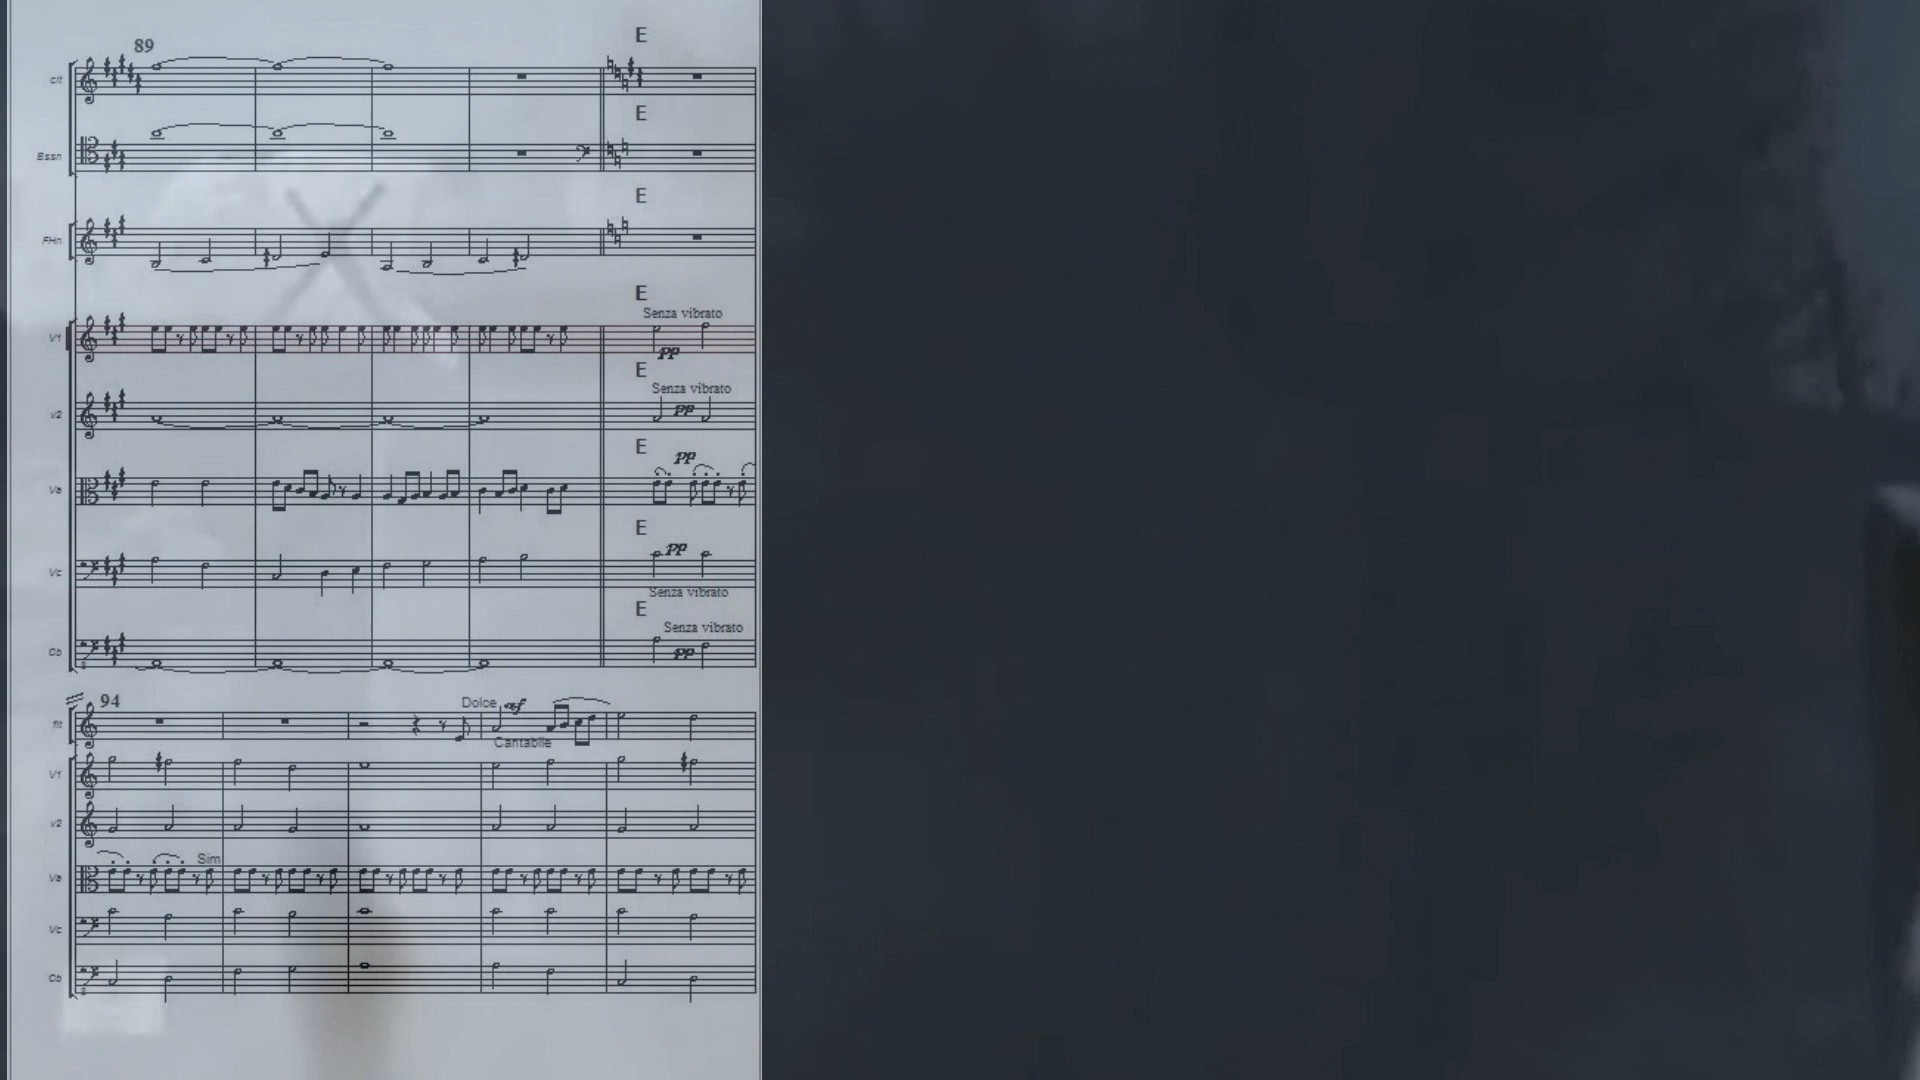 89
E
clt
E
Bssn
E
FHn
E
Senza vibrato
V1
pp
E
Senza vibrato
v2
pp
E
pp
Va
E
pp
Vc
Senza vibrato
E
Senza vibrato
Cb
pp
94
Dolce mf
flt
Cantabile
V1
v2
Sim
Va
Vc
Cb